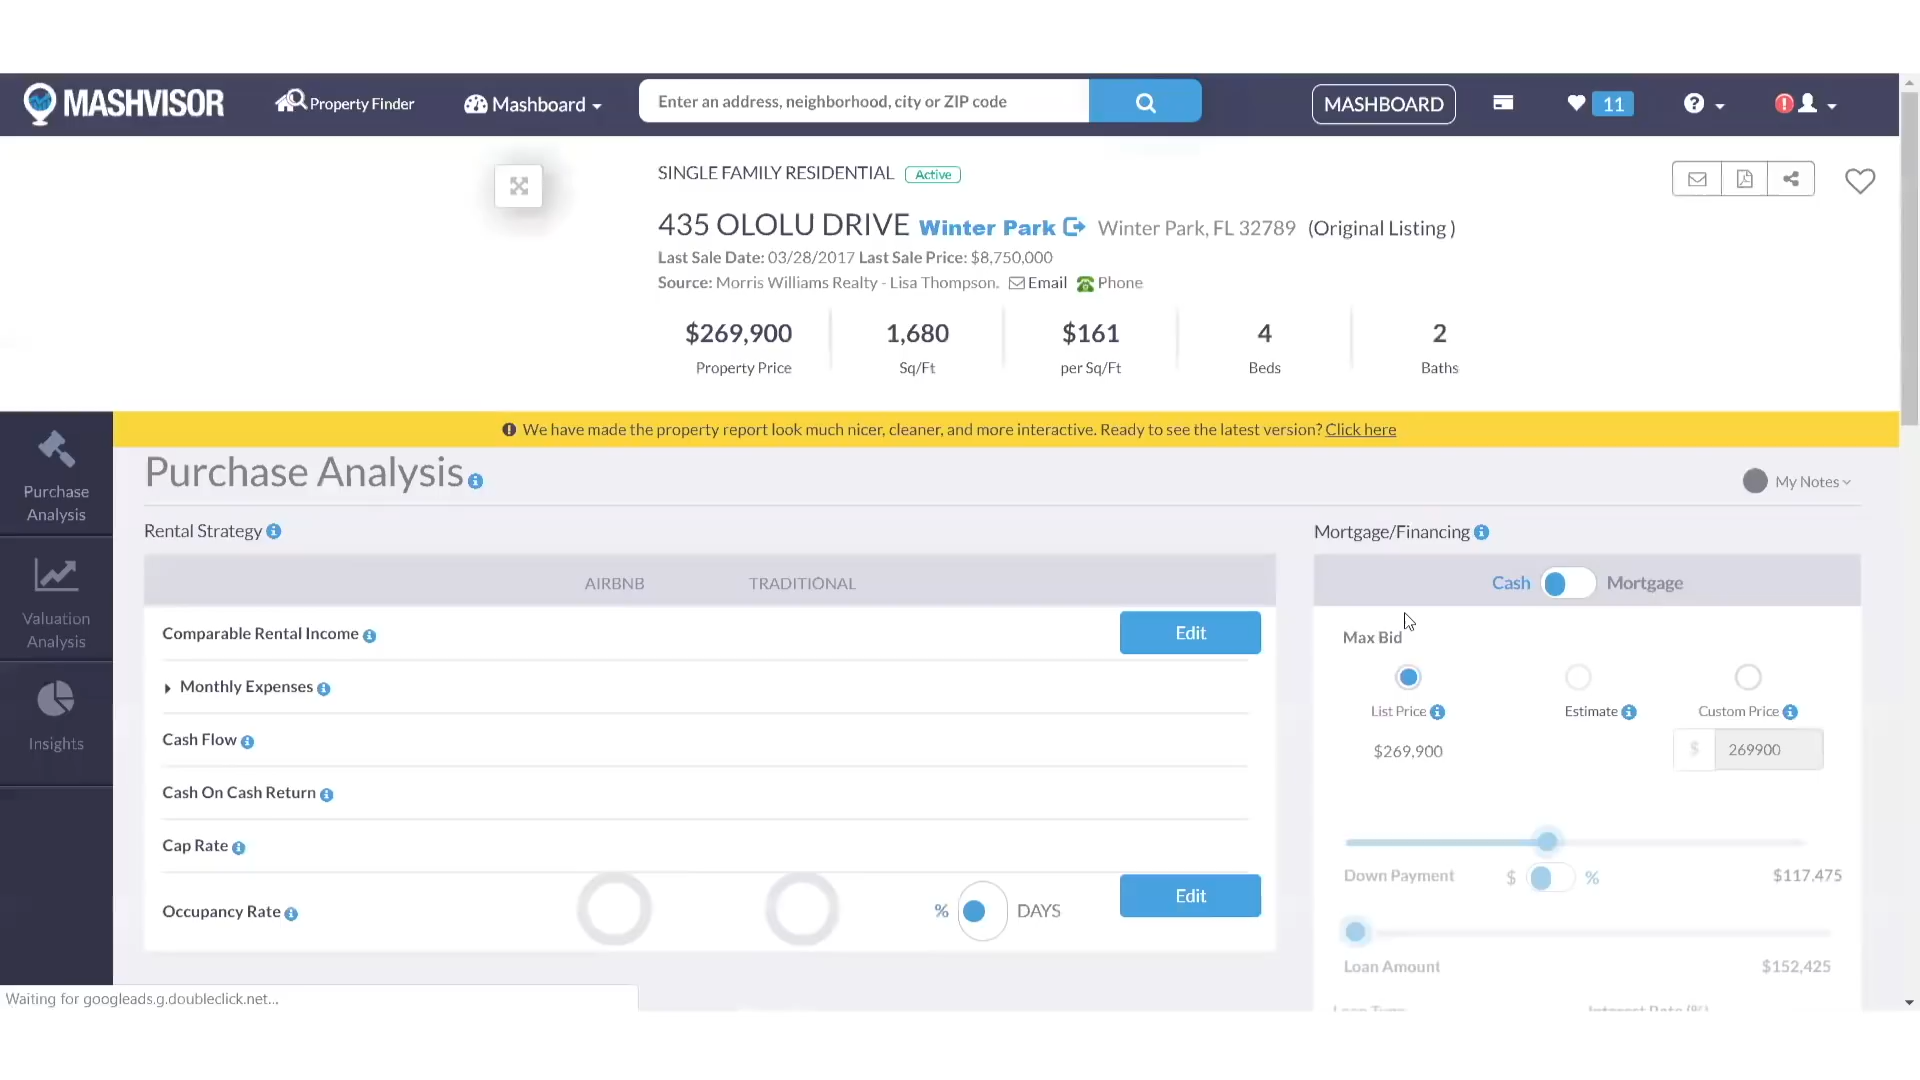 MASHVISOR Property Finder Mashboard Enter an address, neighborhood, city or ZIP code MASHBOARD 11
SINGLE FAMILY RESIDENTIAL Active
435 OLOLU DRIVE Winter Park Winter Park, FL 32789 (Original Listing )
Last Sale Date: 03/28/2017 Last Sale Price: $8,750,000
Source: Morris Williams Realty - Lisa Thompson. Email Phone
$269,900 1,680 $161 4 2
Property Price Sq/Ft per Sq/Ft Beds Baths
We have made the property report look much nicer, cleaner, and more interactive. Ready to see the latest version? Click here
Purchase Analysis
My Notes
Purchase
Analysis
Valuation
Analysis
Insights
Rental Strategy
AIRBNB TRADITIONAL
Comparable Rental Income Edit
Monthly Expenses
Cash Flow
Cash On Cash Return
Cap Rate
Occupancy Rate % DAYS Edit
Mortgage/Financing
Cash Mortgage
Max Bid
List Price Estimate Custom Price
$269,900 $ 269900
Down Payment $ % $117,475
Loan Amount $152,425
Loan Type Interest Rate (%)
Waiting for googleads.g.doubleclick.net...